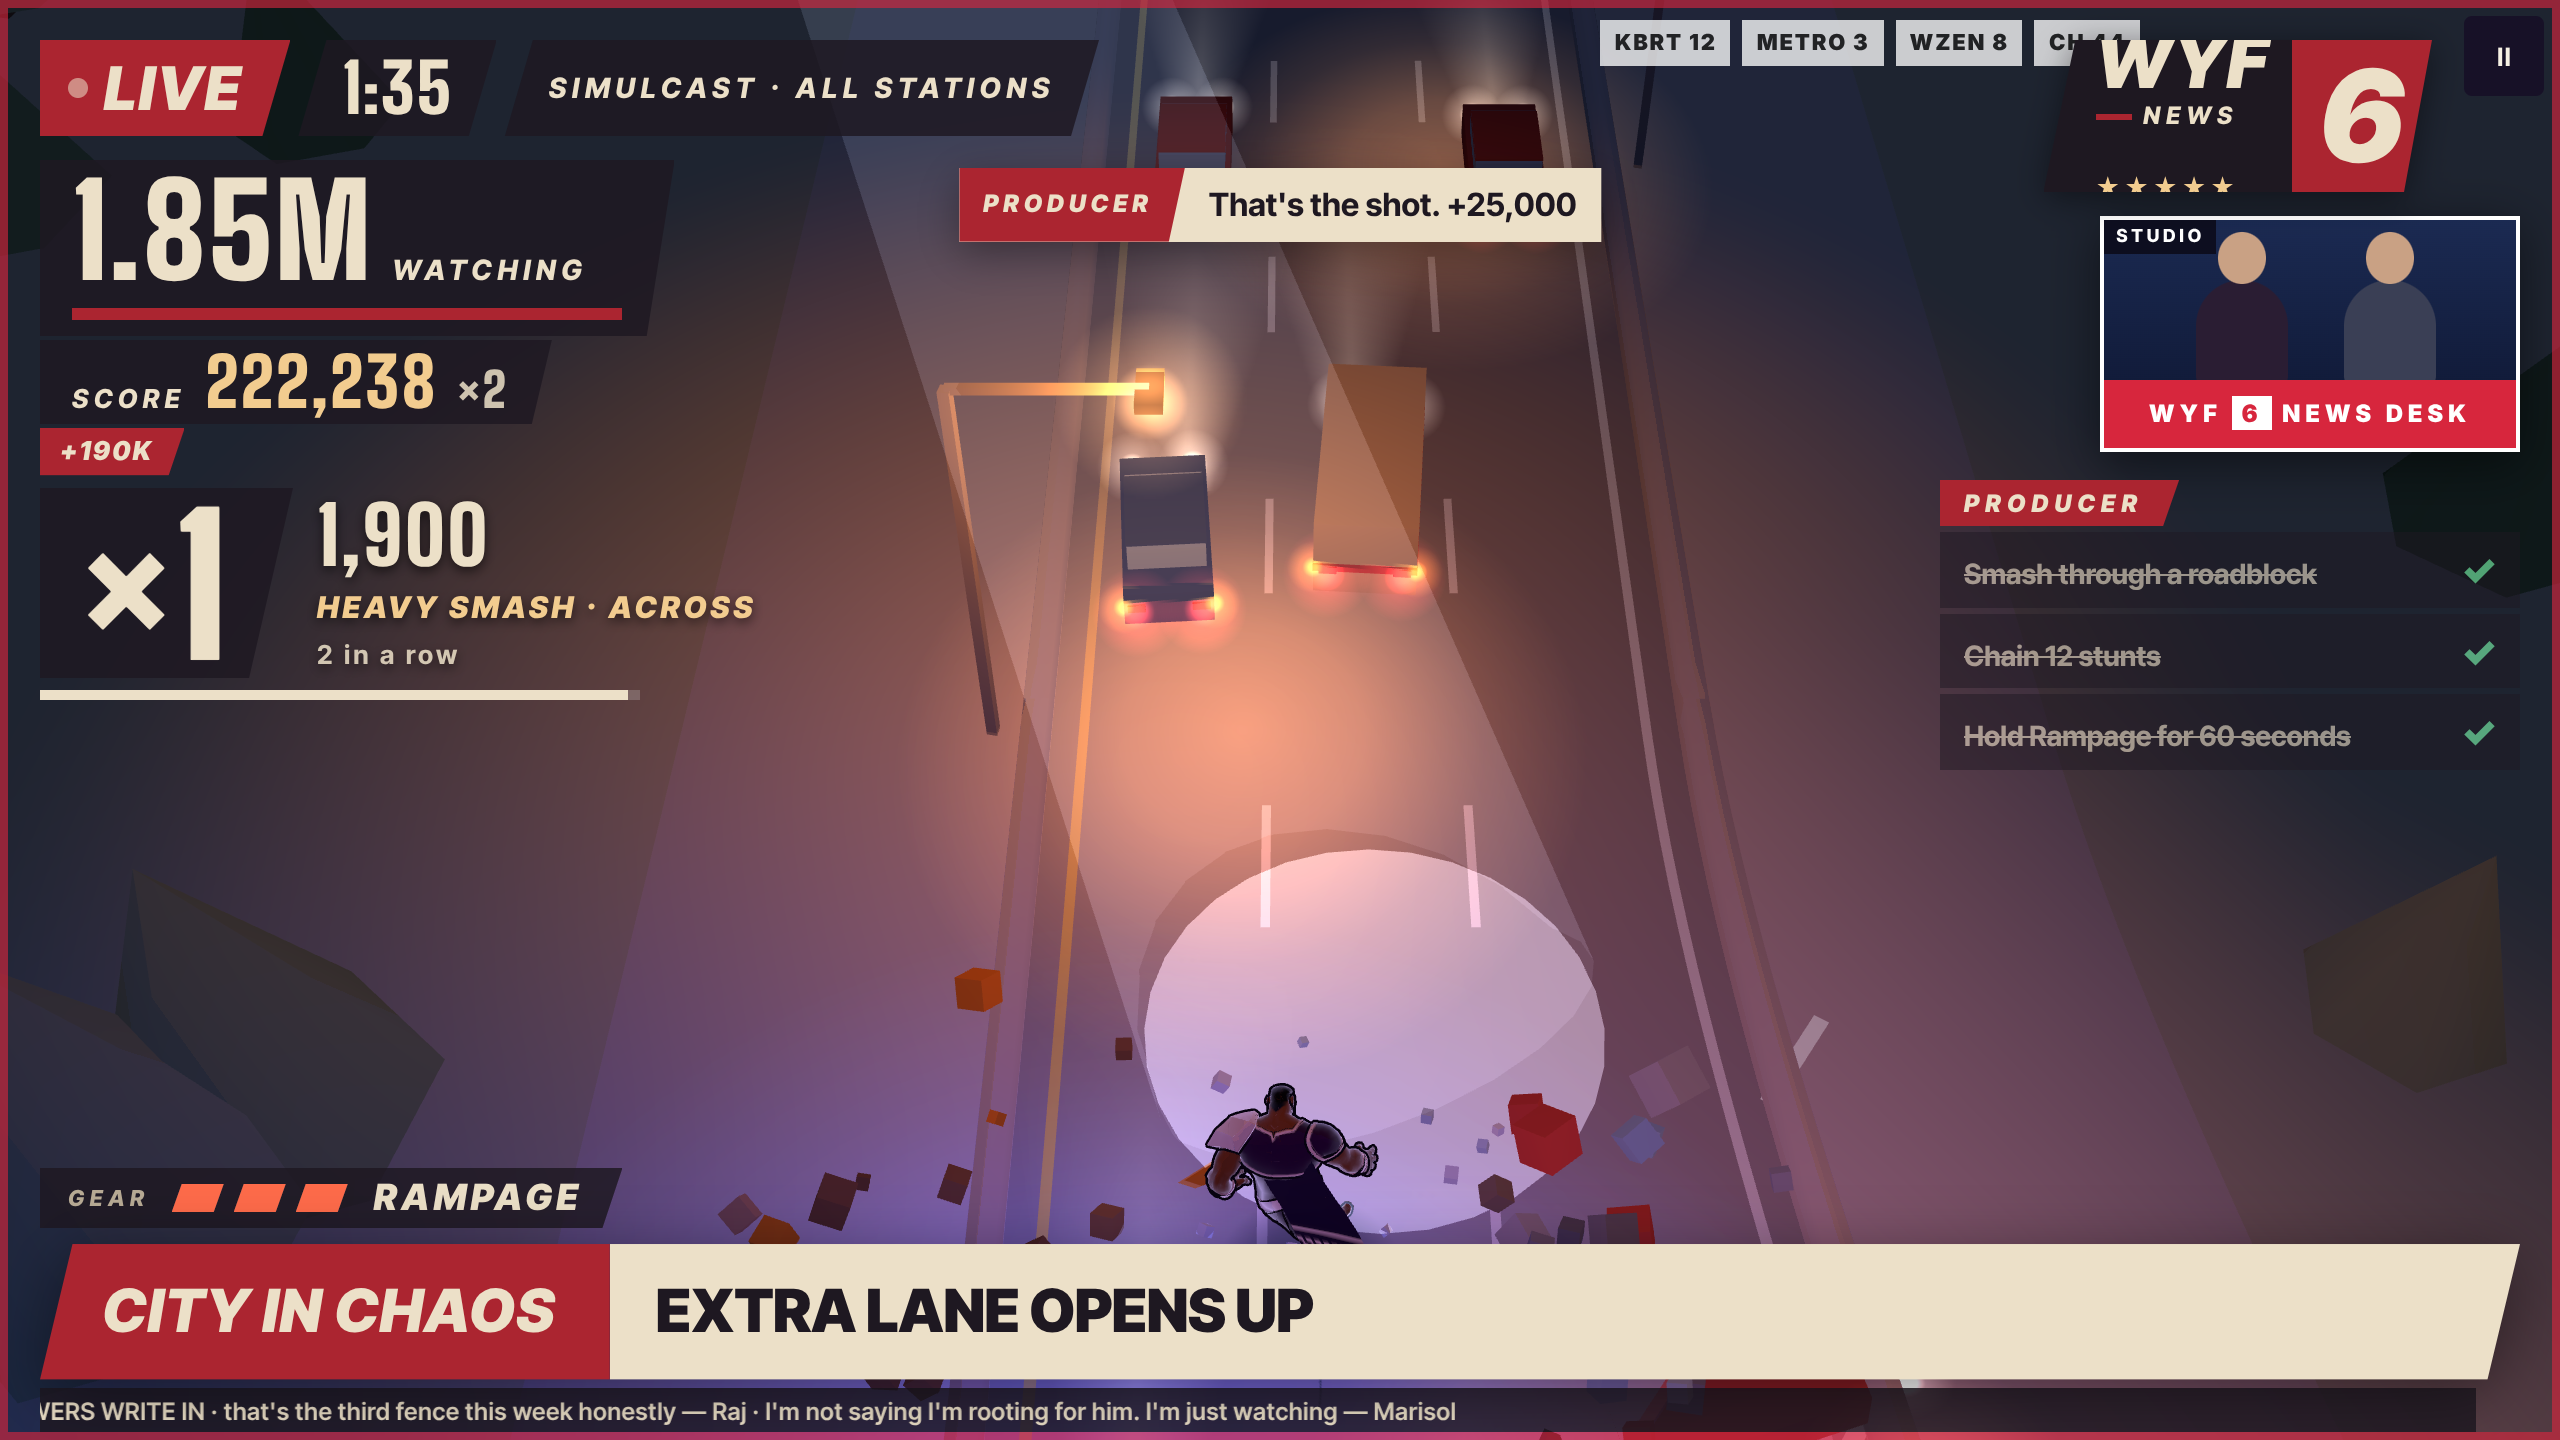 LIVE
1:35
SIMULCAST · ALL STATIONS
KBRT 12
METRO 3
WZEN 8
WYF
NEWS
6
★★★★★
1.85M WATCHING
PRODUCER
That's the shot. +25,000
STUDIO
WYF 6 NEWS DESK
SCORE 222,238 ×2
+190K
×1
1,900
HEAVY SMASH · ACROSS
2 in a row
PRODUCER
Smash through a roadblock
Chain 12 stunts
Hold Rampage for 60 seconds
GEAR RAMPAGE
CITY IN CHAOS
EXTRA LANE OPENS UP
WRITE IN · that's the third fence this week honestly — Raj · I'm not saying I'm rooting for him. I'm just watching — Marisol